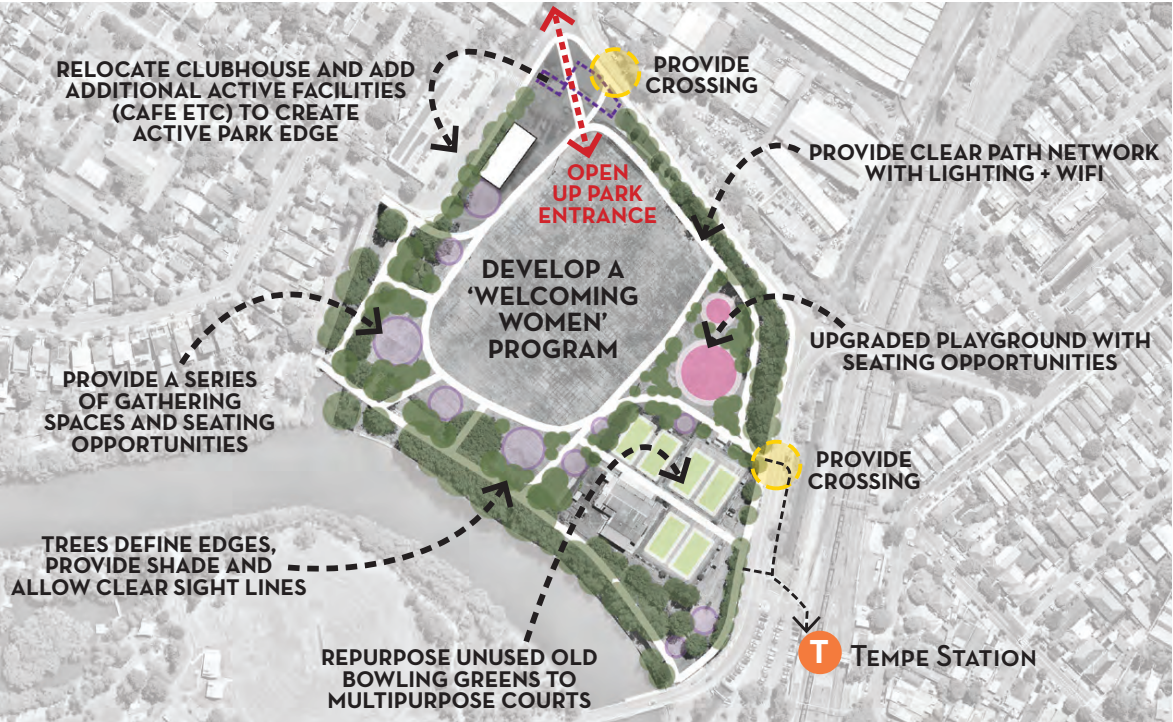 RELOCATE CLUBHOUSE AND ADD
ADDITIONAL ACTIVE FACILITIES
(CAFE ETC) TO CREATE
ACTIVE PARK EDGE
PROVIDE
CROSSING
OPEN
UP PARK
ENTRANCE
PROVIDE CLEAR PATH NETWORK
WITH LIGHTING + WIFI
DEVELOP A
‘WELCOMING
WOMEN’
PROGRAM
UPGRADED PLAYGROUND WITH
SEATING OPPORTUNITIES
PROVIDE A SERIES
OF GATHERING
SPACES AND SEATING
OPPORTUNITIES
PROVIDE
CROSSING
TREES DEFINE EDGES,
PROVIDE SHADE AND
ALLOW CLEAR SIGHT LINES
REPURPOSE UNUSED OLD
BOWLING GREENS TO
MULTIPURPOSE COURTS
T TEMPE STATION